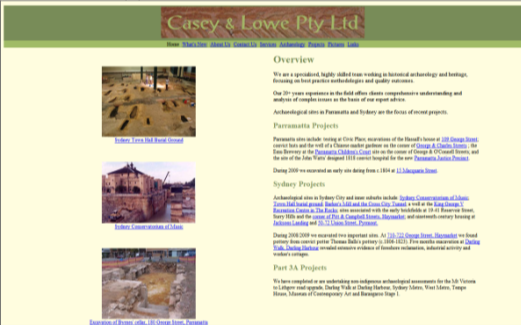 Casey & Lowe Pty Ltd
Home What's New About Us Contact Us Services Archaeology Projects Pictures Links
Overview
We are a specialised, highly skilled team working in historical archaeology and heritage,
focusing on best practice methodologies and quality outcomes.
Our 20+ years experience in the field offers clients comprehensive understanding and
analysis of complex issues as the basis of our report advice.
Archaeological sites in Parramatta and Sydney are the focus of recent projects.
Parramatta Projects
Parramatta sites include: testing at Civic Place; excavations of the Hassall's house at 109 George Street;
convict huts and the well of a Chinese market gardens on the corner of George & Charles Streets ; the
Emu Brewery at the Parramatta Children's Court site on the corner of George & O'Connell Streets; and
the site of the John Watts' designed 1818 convict hospital for the new Parramatta Justice Precinct.
During 2009 we excavated an early site dating from c.1804 at 15 Macquarie Street
Sydney Projects
Archaeological sites in Sydney City and inner suburbs include: Sydney Conservatorium of Music,
Town Hall burial ground, Barker's Mill and the Cross City Tunnel, a well at the King George V
Recreation Centre in The Rocks, sites associated with the early brickfields at 19-41 Reservoir Street,
Surry Hills and the corner of Pitt & Campbell Streets, Haymarket, and nineteenth-century housing at
Jacksons Landing and 50-72 Union Street, Pyrmont.
During 2008/2009 we excavated two important sites. At 710-722 George Street, Haymarket we found
pottery from convict potter Thomas Ball's pottery (c.1806-1823). Five months excavation at Darling
Walk, Darling Harbour revealed extensive evidence of foreshore reclamation, industrial activity and
worker's cottages.
Part 3A Projects
We have completed or are undertaking non-indigenous archaeological assessments for the Mt Victoria
to Lithgow road upgrade, Darling Walk at Darling Harbour, Sydney Metro, West Metro, Tempe
House, Museum of Contemporary Art and Barangaroo Stage 1.
Sydney Town Hall Burial Ground
Sydney Conservatorium of Music
Excavation of Byrnes' cellar, 180 George Street, Parramatta